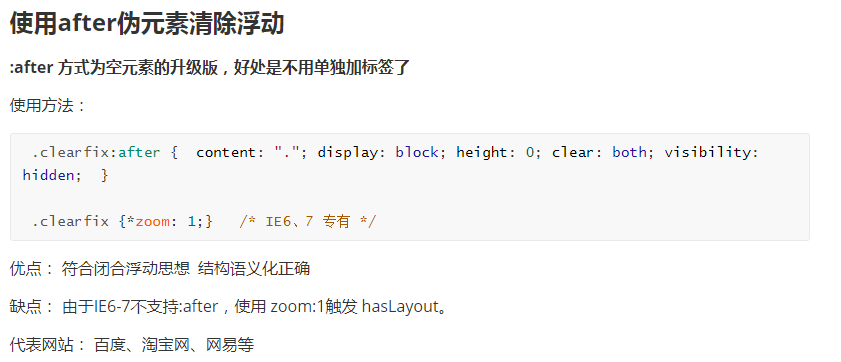 使用after伪元素清除浮动
:after 方式为空元素的升级版，好处是不用单独加标签了
使用方法：
.clearfix:after {  content: "."; display: block; height: 0; clear: both; visibility:
hidden;  }
.clearfix {*zoom: 1;}   /* IE6、7 专有 */
优点： 符合闭合浮动思想  结构语义化正确
缺点： 由于IE6-7不支持:after，使用 zoom:1触发 hasLayout。
代表网站： 百度、淘宝网、网易等